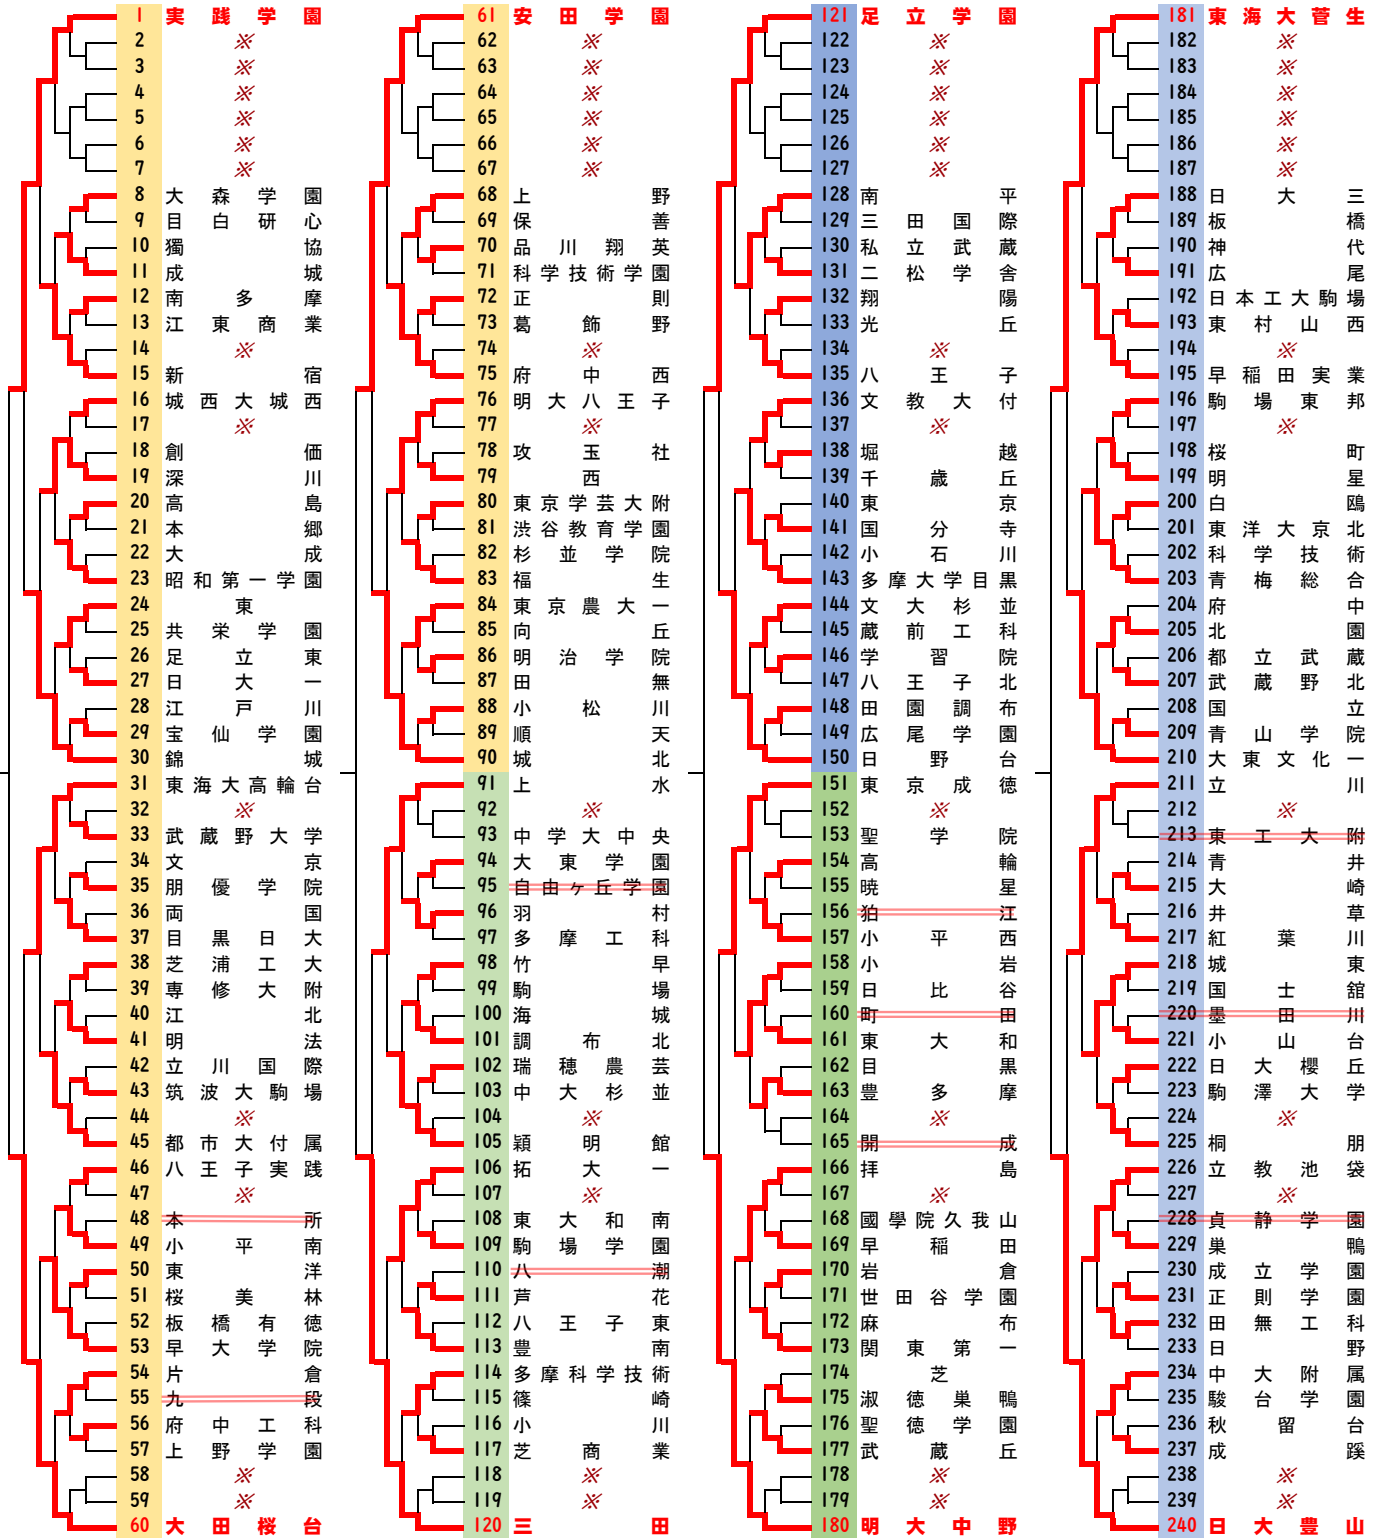 1 実践学園
2 ※
3 ※
4 ※
5 ※
6 ※
7 ※
8 大森学園
9 目白研心
10 獨協
11 成城
12 南多摩
13 江東商業
14 ※
15 新宿
16 城西大城西
17 ※
18 創価
19 深川
20 高島
21 本郷
22 大成
23 昭和第一学園
24 東
25 共栄学園
26 足立東
27 日大一
28 江戸川
29 宝仙学園
30 錦城
31 東海大高輪台
32 ※
33 武蔵野大学
34 文京
35 朋優学院
36 両国
37 目黒日大
38 芝浦工大
39 専修大附
40 江北
41 明法
42 立川国際
43 筑波大駒場
44 ※
45 都市大付属
46 八王子実践
47 ※
48 本所
49 小平南
50 東洋
51 桜美林
52 板橋有徳
53 早大学院
54 片倉
55 九段
56 府中工科
57 上野学園
58 ※
59 ※
60 大田桜台
61 安田学園
62 ※
63 ※
64 ※
65 ※
66 ※
67 ※
68 上野
69 保善
70 品川翔英
71 科学技術学園
72 正則
73 葛飾野
74 ※
75 府中西
76 明大八王子
77 ※
78 攻玉社
79 西
80 東京学芸大附
81 渋谷教育学園
82 杉並学院
83 福生
84 東京農大一
85 向丘
86 明治学院
87 田無
88 小松川
89 順天
90 城北
91 上水
92 ※
93 中学大中央
94 大東学園
95 自由ヶ丘学園
96 羽村
97 多摩工科
98 竹早
99 駒場
100 海城
101 調布北
102 瑞穂農芸
103 中大杉並
104 ※
105 穎明館
106 拓大一
107 ※
108 東大和南
109 駒場学園
110 八潮
111 芦花
112 八王子東
113 豊南
114 多摩科学技術
115 篠崎
116 小川
117 芝商業
118 ※
119 ※
120 三田
121 足立学園
122 ※
123 ※
124 ※
125 ※
126 ※
127 ※
128 南平
129 三田国際
130 私立武蔵
131 二松学舎
132 翔陽
133 光丘
134 ※
135 八王子
136 文教大付
137 ※
138 堀越
139 千歳丘
140 東京
141 国分寺
142 小石川
143 多摩大学目黒
144 文大杉並
145 蔵前工科
146 学習院
147 八王子北
148 田園調布
149 広尾学園
150 日野台
151 東京成徳
152 ※
153 聖学院
154 高輪
155 暁星
156 狛江
157 小平西
158 小岩
159 日比谷
160 町田
161 東大和
162 目黒
163 豊多摩
164 ※
165 開成
166 拝島
167 ※
168 國學院久我山
169 早稲田
170 岩倉
171 世田谷学園
172 麻布
173 関東第一
174 芝
175 淑徳巣鴨
176 聖徳学園
177 武蔵丘
178 ※
179 ※
180 明大中野
181 東海大菅生
182 ※
183 ※
184 ※
185 ※
186 ※
187 ※
188 日大三
189 板橋
190 神代
191 広尾
192 日本工大駒場
193 東村山西
194 ※
195 早稲田実業
196 駒場東邦
197 ※
198 桜町
199 明星
200 白鴎
201 東洋大京北
202 科学技術
203 青梅総合
204 府中
205 北園
206 都立武蔵
207 武蔵野北
208 国立
209 青山学院
210 大東文化一
211 立川
212 ※
213 東工大附
214 青井
215 大崎
216 井草
217 紅葉川
218 城東
219 国士舘
220 墨田川
221 小山台
222 日大櫻丘
223 駒澤大学
224 ※
225 桐朋
226 立教池袋
227 ※
228 貞静学園
229 巣鴨
230 成立学園
231 正則学園
232 田無工科
233 日野
234 中大附属
235 駿台学園
236 秋留台
237 成蹊
238 ※
239 ※
240 日大豊山